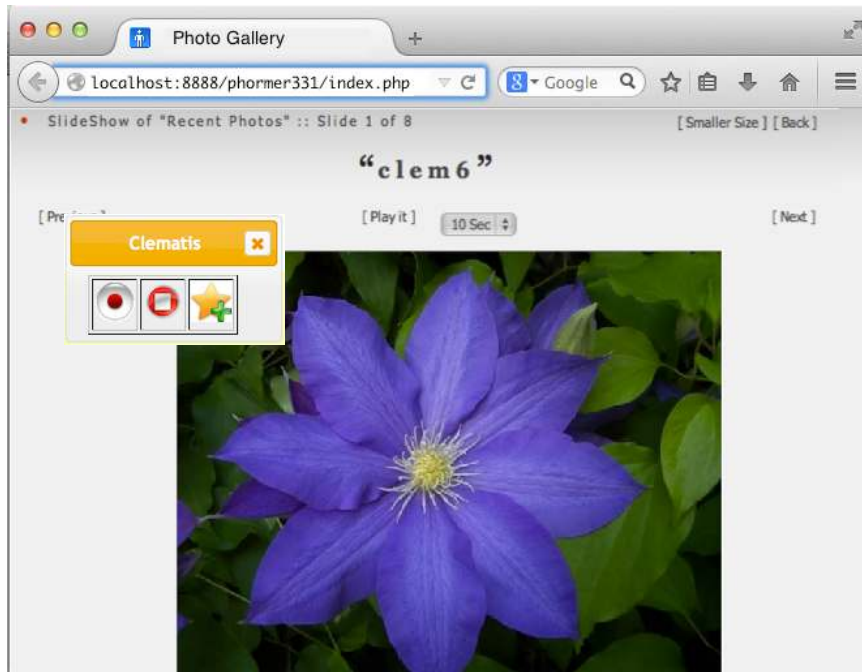 Photo Gallery
localhost:8888/phormer331/index.php
8 Google
SlideShow of "Recent Photos" :: Slide 1 of 8
[ Smaller Size ] [ Back ]
“clem6”
[ Play it ]
10 Sec
[ Next ]
Clematis